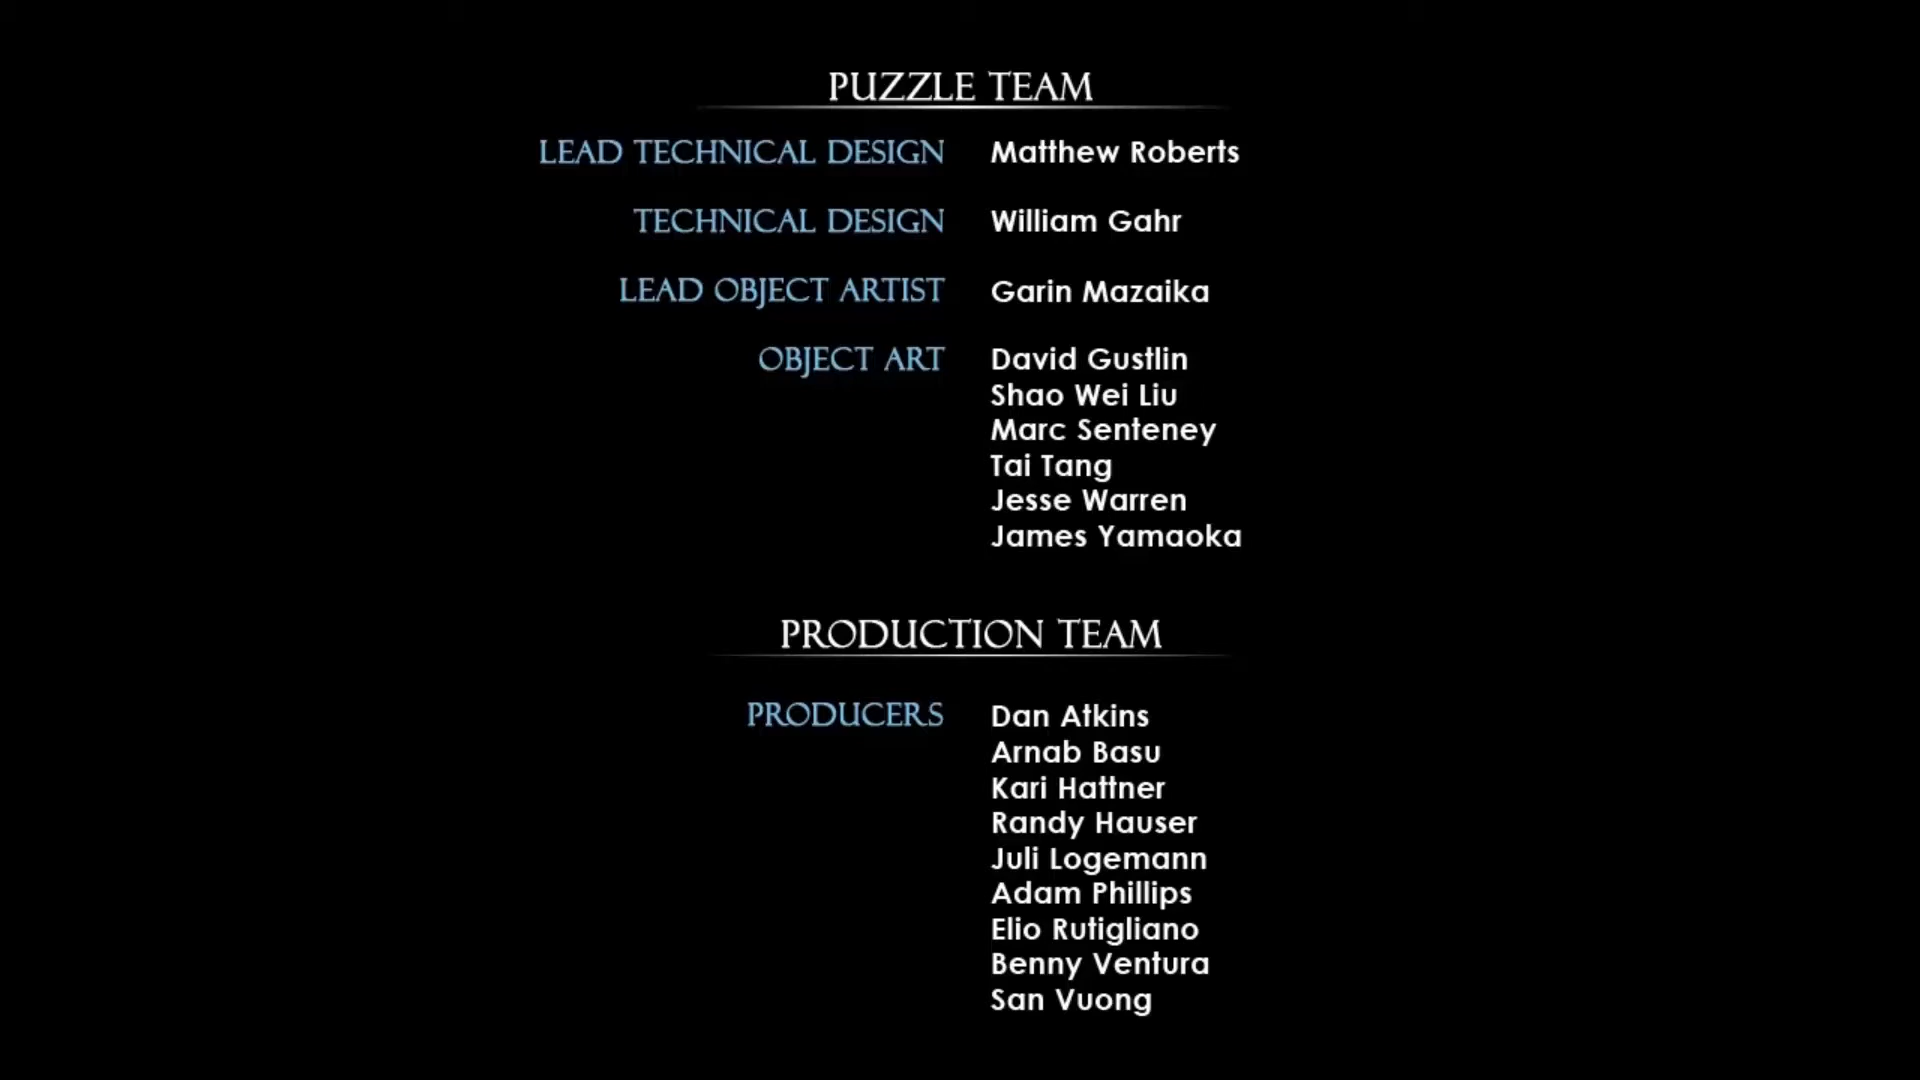 PUZZLE TEAM
LEAD TECHNICAL DESIGN Matthew Roberts
TECHNICAL DESIGN William Gahr
LEAD OBJECT ARTIST Garin Mazaika
OBJECT ART David Gustlin
Shao Wei Liu
Marc Senteney
Tai Tang
Jesse Warren
James Yamaoka
PRODUCTION TEAM
PRODUCERS Dan Atkins
Arnab Basu
Kari Hattner
Randy Hauser
Juli Logemann
Adam Phillips
Elio Rutigliano
Benny Ventura
San Vuong